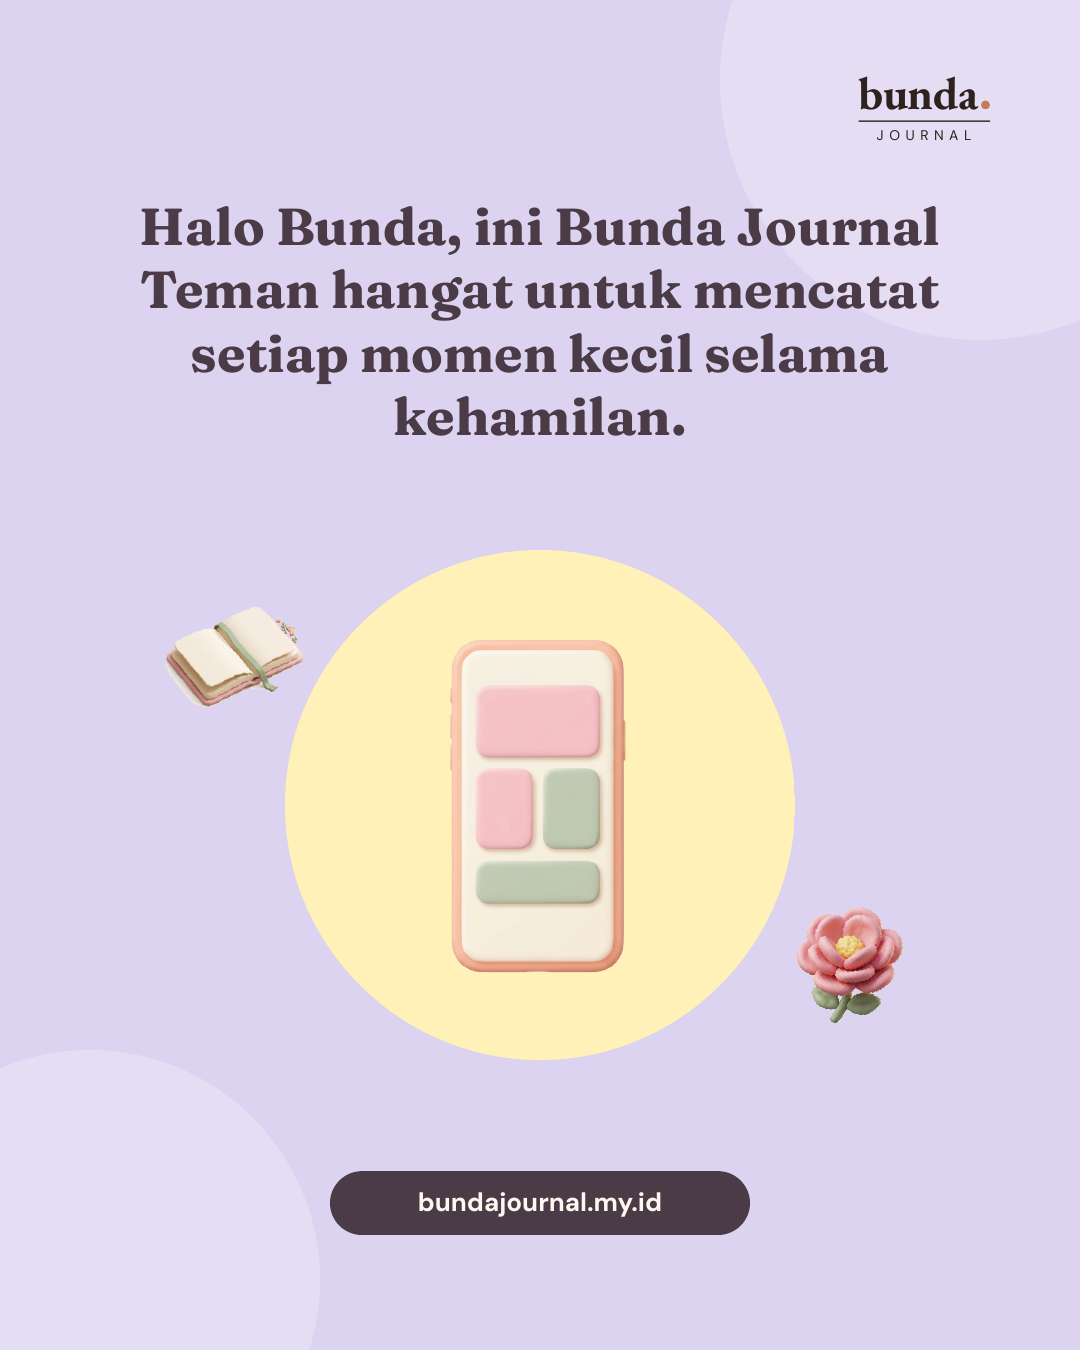 bunda.
JOURNAL
Halo Bunda, ini Bunda Journal
Teman hangat untuk mencatat
setiap momen kecil selama
kehamilan.
bundajournal.my.id